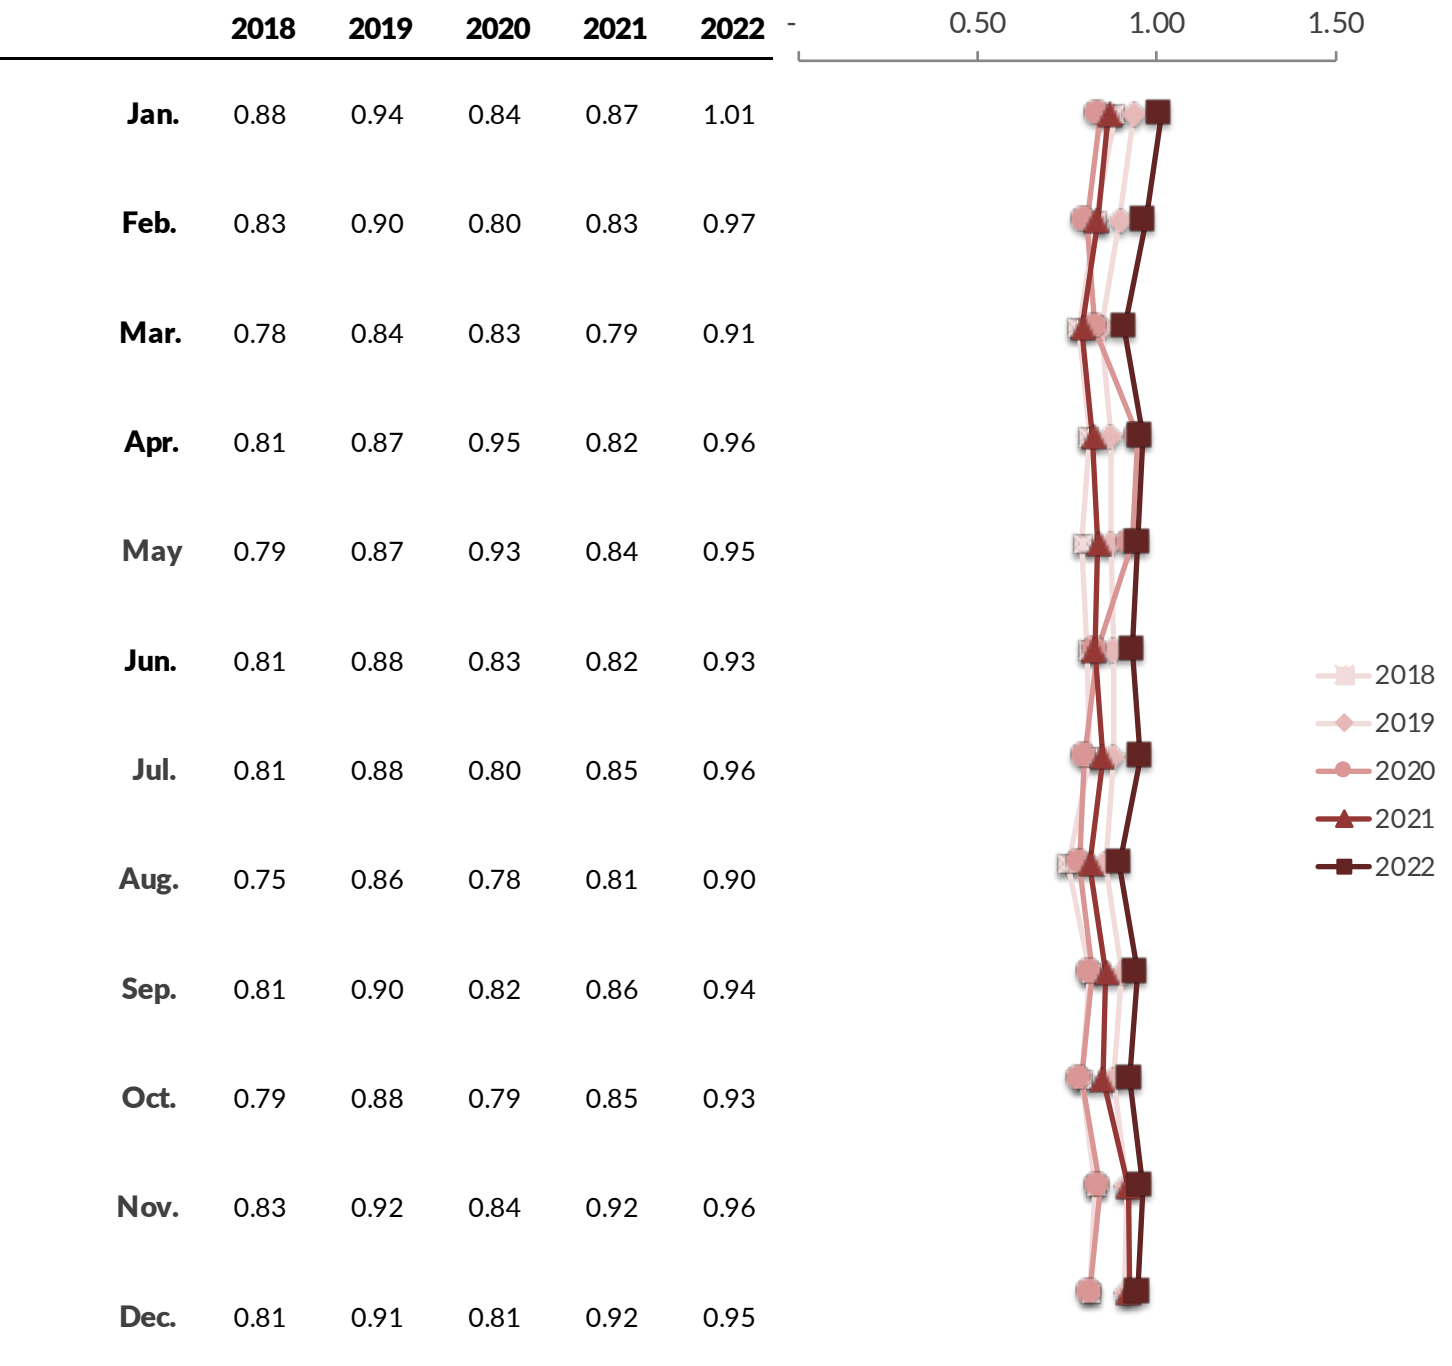 2018 2019 2020 2021 2022 - 0.50 1.00 1.50
Jan. 0.88 0.94 0.84 0.87 1.01
Feb. 0.83 0.90 0.80 0.83 0.97
Mar. 0.78 0.84 0.83 0.79 0.91
Apr. 0.81 0.87 0.95 0.82 0.96
May 0.79 0.87 0.93 0.84 0.95
Jun. 0.81 0.88 0.83 0.82 0.93
Jul. 0.81 0.88 0.80 0.85 0.96
Aug. 0.75 0.86 0.78 0.81 0.90
Sep. 0.81 0.90 0.82 0.86 0.94
Oct. 0.79 0.88 0.79 0.85 0.93
Nov. 0.83 0.92 0.84 0.92 0.96
Dec. 0.81 0.91 0.81 0.92 0.95
2018
2019
2020
2021
2022